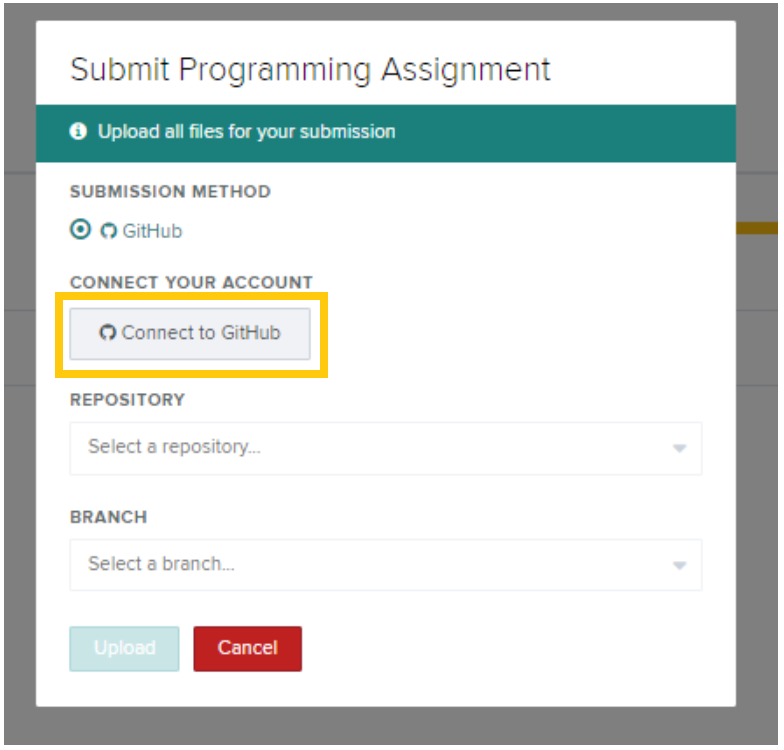 Submit Programming Assignment
Upload all files for your submission
SUBMISSION METHOD
GitHub
CONNECT YOUR ACCOUNT
Connect to GitHub
REPOSITORY
Select a repository...
BRANCH
Select a branch...
Upload Cancel